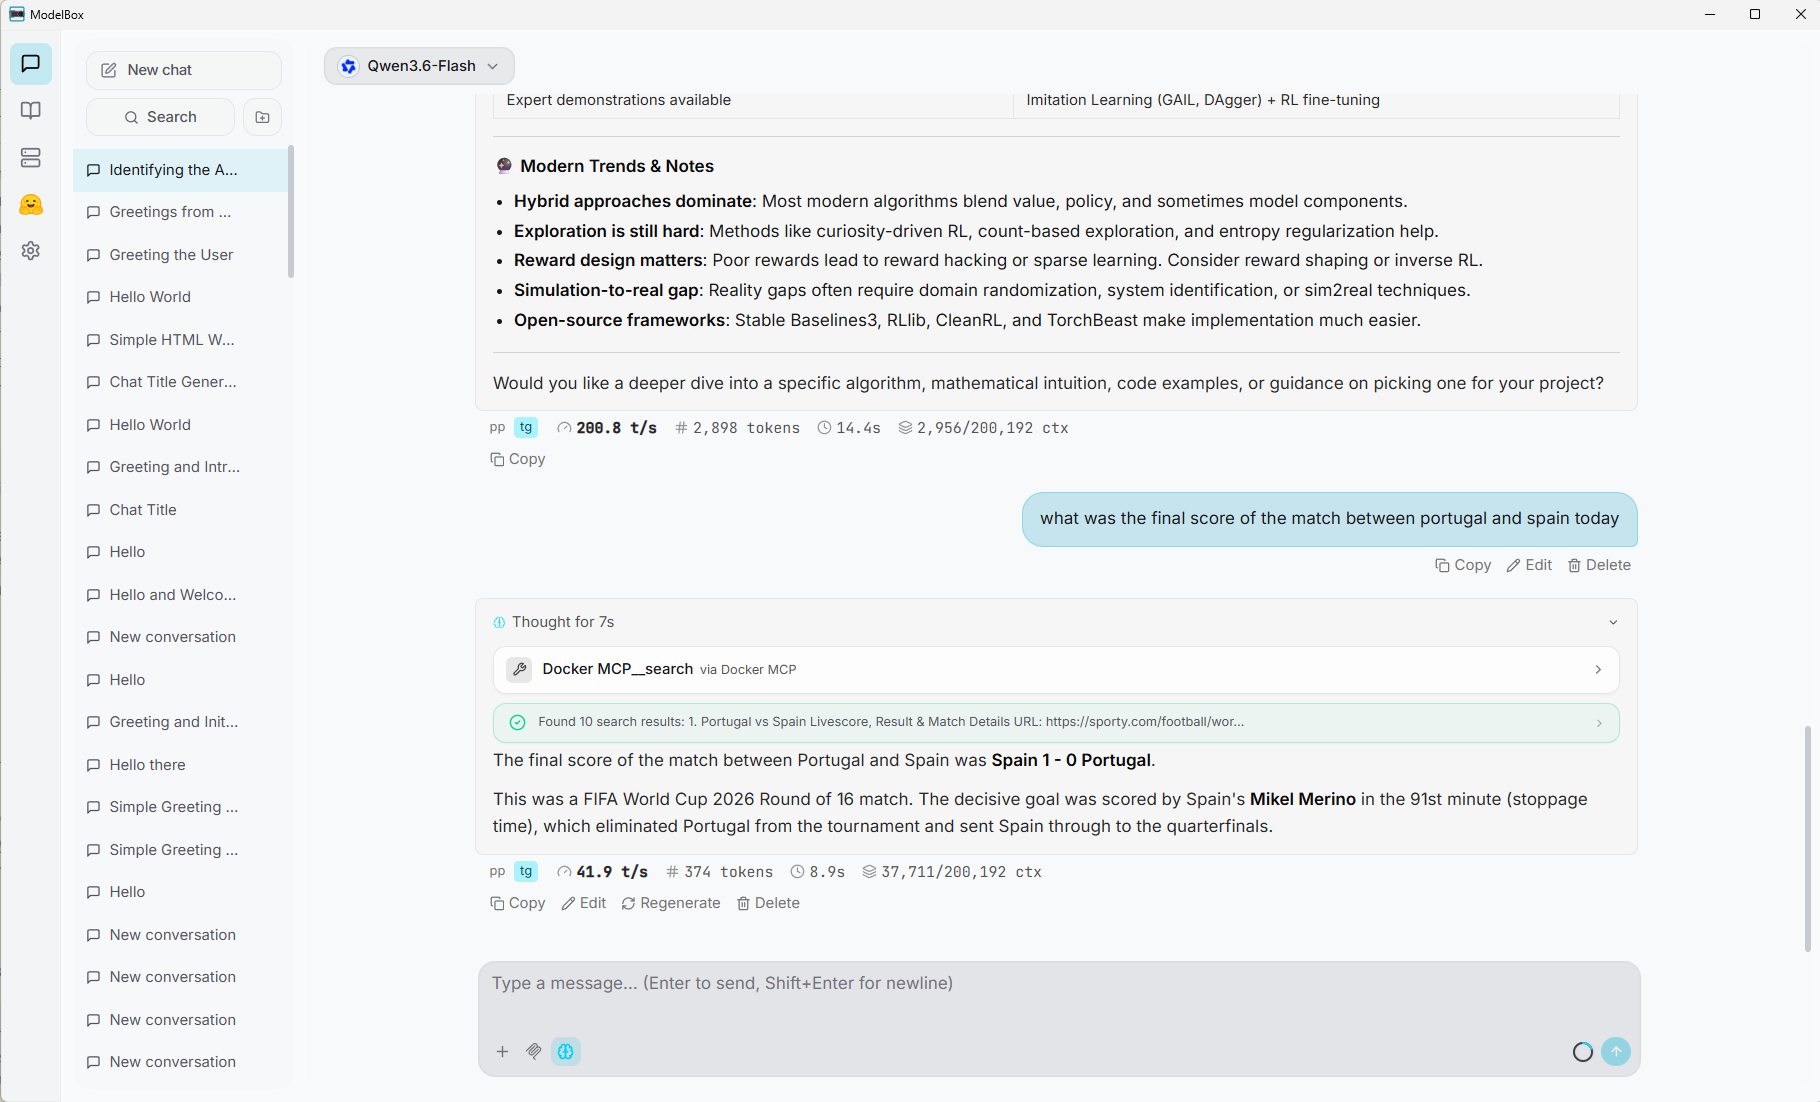 ModelBox
New chat
Search
Identifying the A...
Greetings from ...
Greeting the User
Hello World
Simple HTML W...
Chat Title Gener...
Hello World
Greeting and Intr...
Chat Title
Hello
Hello and Welco...
New conversation
Hello
Greeting and Init...
Hello there
Simple Greeting ...
Simple Greeting ...
Hello
New conversation
New conversation
New conversation
New conversation
Qwen3.6-Flash
Expert demonstrations available
Imitation Learning (GAIL, DAgger) + RL fine-tuning
Modern Trends & Notes
• Hybrid approaches dominate: Most modern algorithms blend value, policy, and sometimes model components.
• Exploration is still hard: Methods like curiosity-driven RL, count-based exploration, and entropy regularization help.
• Reward design matters: Poor rewards lead to reward hacking or sparse learning. Consider reward shaping or inverse RL.
• Simulation-to-real gap: Reality gaps often require domain randomization, system identification, or sim2real techniques.
• Open-source frameworks: Stable Baselines3, RLlib, CleanRL, and TorchBeast make implementation much easier.
Would you like a deeper dive into a specific algorithm, mathematical intuition, code examples, or guidance on picking one for your project?
pp tg 200.8 t/s # 2,898 tokens 14.4s 2,956/200,192 ctx
Copy
what was the final score of the match between portugal and spain today
Copy Edit Delete
Thought for 7s
Docker MCP__search via Docker MCP
Found 10 search results: 1. Portugal vs Spain Livescore, Result & Match Details URL: https://sporty.com/football/wor...
The final score of the match between Portugal and Spain was Spain 1 - 0 Portugal.
This was a FIFA World Cup 2026 Round of 16 match. The decisive goal was scored by Spain's Mikel Merino in the 91st minute (stoppage
time), which eliminated Portugal from the tournament and sent Spain through to the quarterfinals.
pp tg 41.9 t/s # 374 tokens 8.9s 37,711/200,192 ctx
Copy Edit Regenerate Delete
Type a message... (Enter to send, Shift+Enter for newline)